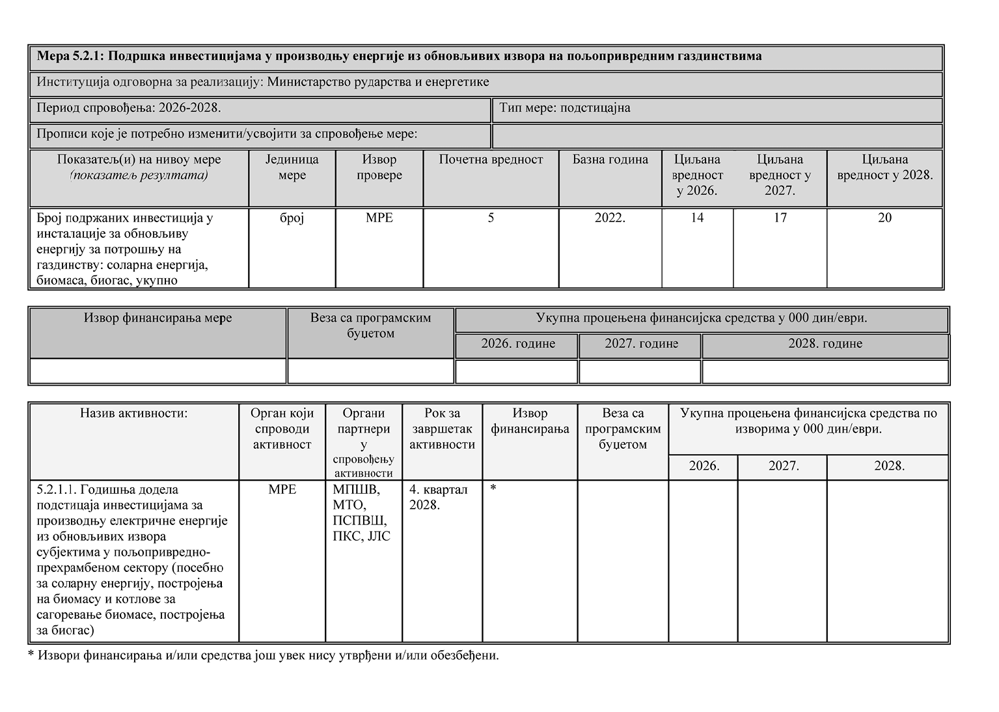 Мера 5.2.1: Подршка инвестицијама у производњу енергије из обновљивих извора на пољопривредним газдинствима
Институција одговорна за реализацију: Министарство рударства и енергетике
Период спровођења: 2026-2028.
Тип мере: подстицајна
Прописи које је потребно изменити/усвојити за спровођење мере:
Показатељ(и) на нивоу мере
(показатељ резултата)
Јединица
мере
Извор
провере
Почетна вредност
Базна година
Циљана
вредност
у 2026.
Циљана
вредност у
2027.
Циљана
вредност у 2028.
Број подржаних инвестиција у
инсталације за обновљиву
енергију за потрошњу на
газдинству: соларна енергија,
биомаса, биогас, укупно
број
МРЕ
5
2022.
14
17
20
Извор финансирања мере
Веза са програмским
буџетом
Укупна процењена финансијска средства у 000 дин/еври.
2026. године
2027. године
2028. године
Назив активности:
Орган који
спроводи
активност
Органи
партнери
у
спровођењу
активности
Рок за
завршетак
активности
Извор
финансирања
Веза са
програмским
буџетом
Укупна процењена финансијска средства по
изворима у 000 дин/еври.
2026.
2027.
2028.
5.2.1.1. Годишња додела
подстицаја инвестицијама за
производњу електричне енергије
из обновљивих извора
субјектима у пољопривредно-
прехрамбеном сектору (посебно
за соларну енергију, постројења
на биомасу и котлове за
сагоревање биомасе, постројења
за биогас)
МРЕ
МПШВ,
МТО,
ПСПВШ,
ПКС, ЈЛС
4. квартал
2028.
*
* Извори финансирања и/или средства још увек нису утврђени и/или обезбеђени.